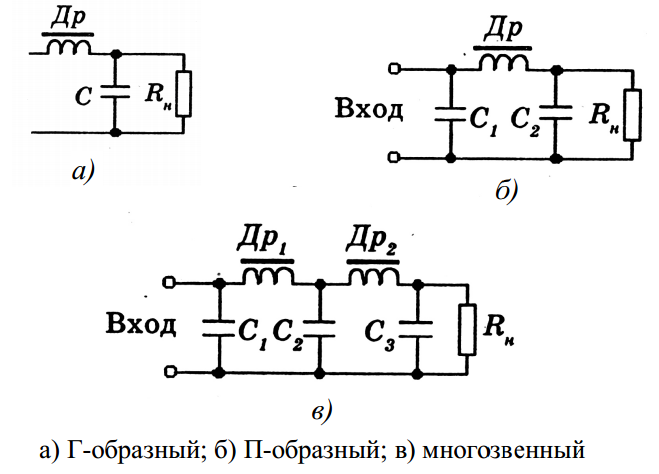 Др
C
Rн
а)
Др
Вход
C1
C2
Rн
б)
Др1
Др2
Вход
C1
C2
C3
Rн
в)
а) Г-образный; б) П-образный; в) многозвенный